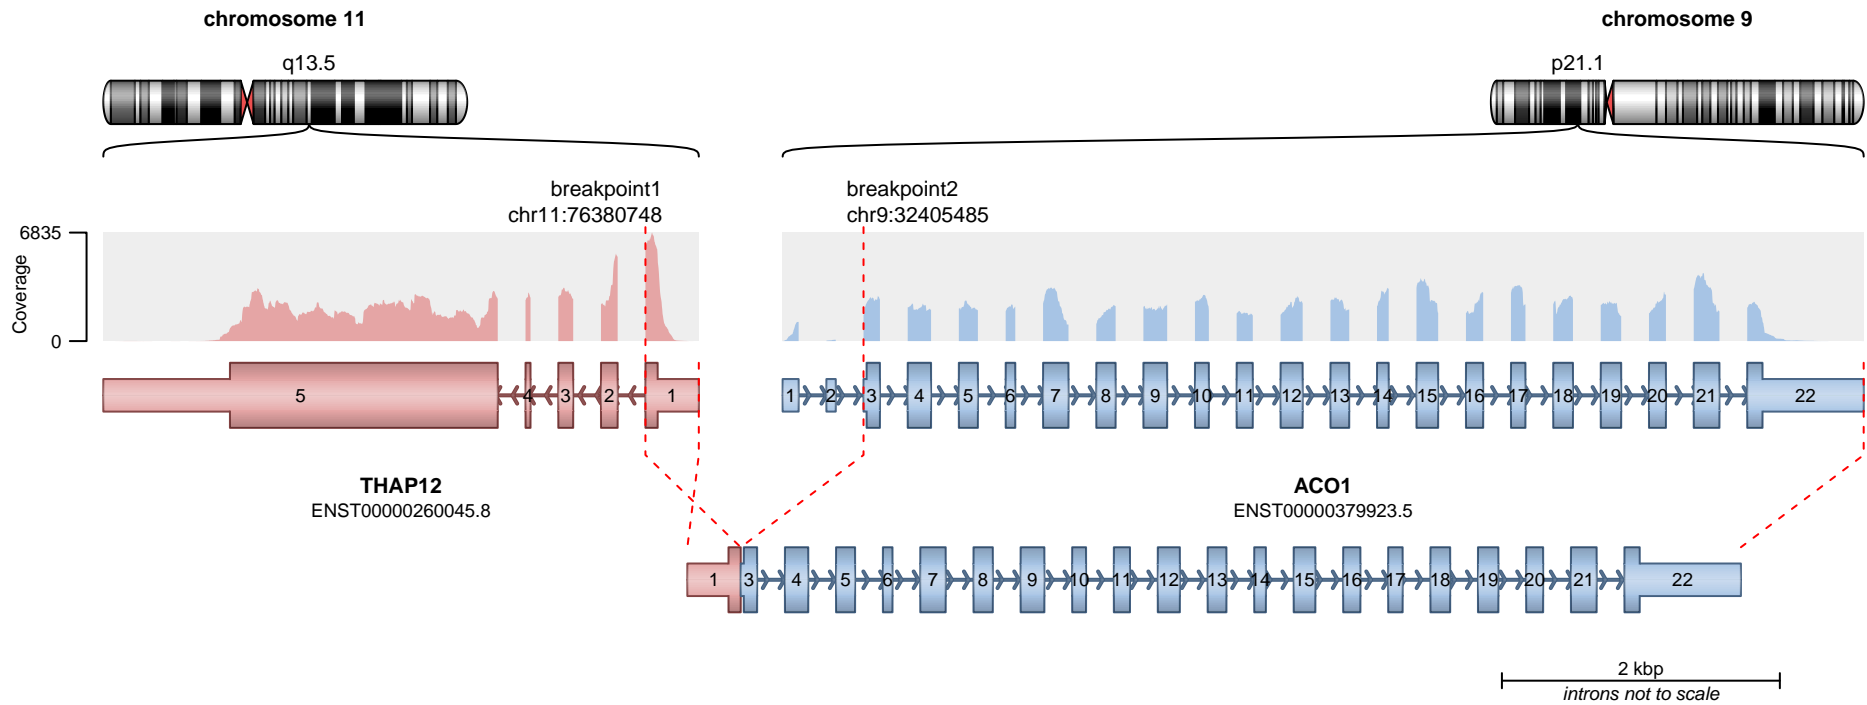 chromosome 11
chromosome 9
q13.5
p21.1
breakpoint1
chr11:76380748
breakpoint2
chr9:32405485
6835
Coverage
0
5 4 3 2 1
1 2 3 4 5 6 7 8 9 10 11 12 13 14 15 16 17 18 19 20 21 22
THAP12
ENST00000260045.8
ACO1
ENST00000379923.5
1 3 4 5 6 7 8 9 10 11 12 13 14 15 16 17 18 19 20 21 22
2 kbp
introns not to scale